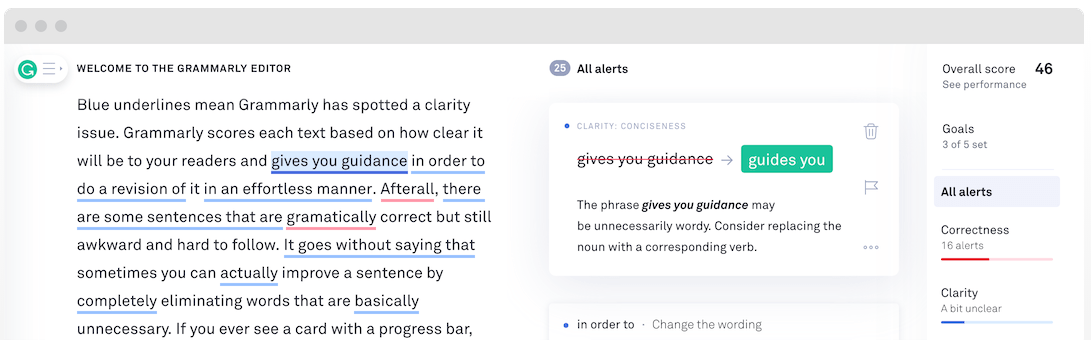 WELCOME TO THE GRAMMARLY EDITOR
Blue underlines mean Grammarly has spotted a clarity
issue. Grammarly scores each text based on how clear it
will be to your readers and gives you guidance in order to
do a revision of it in an effortless manner. Afterall, there
are some sentences that are gramatically correct but still
awkward and hard to follow. It goes without saying that
sometimes you can actually improve a sentence by
completely eliminating words that are basically
unnecessary. If you ever see a card with a progress bar,
25 All alerts
CLARITY: CONCISENESS
gives you guidance → guides you
The phrase gives you guidance may
be unnecessarily wordy. Consider replacing the
noun with a corresponding verb.
in order to · Change the wording
Overall score 46
See performance
Goals
3 of 5 set
All alerts
Correctness
16 alerts
Clarity
A bit unclear